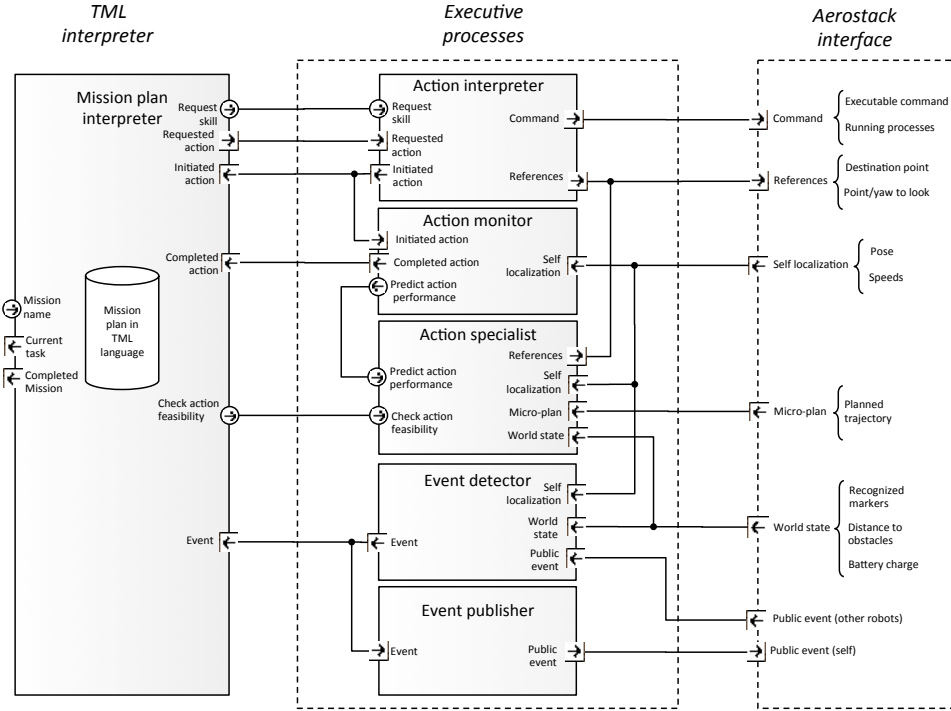 TML
interpreter
Executive
processes
Aerostack
interface
Mission plan
interpreter
Request
skill
Requested
action
Initiated
action
Completed
action
Mission
name
Current
task
Completed
Mission
Mission
plan in
TML
language
Check action
feasibility
Event
Action interpreter
Request
skill
Requested
action
Initiated
action
Command
References
Action monitor
Initiated action
Completed action
Predict action
performance
Self
localization
Action specialist
Predict action
performance
Check action
feasibility
References
Self
localization
Micro-plan
World state
Event detector
Event
Self
localization
World
state
Public
event
Event publisher
Event
Public
event
Command
Executable command
Running processes
References
Destination point
Point/yaw to look
Self localization
Pose
Speeds
Micro-plan
Planned
trajectory
World state
Recognized
markers
Distance to
obstacles
Battery charge
Public event (other robots)
Public event (self)